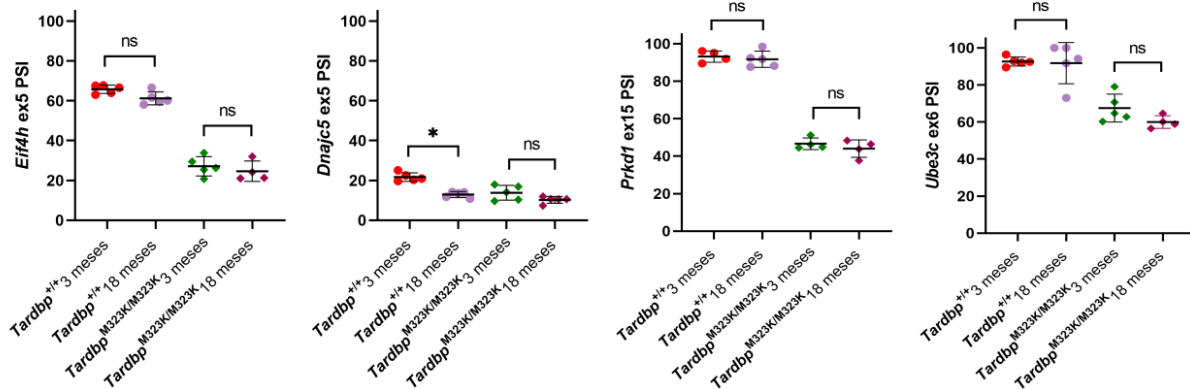 Eif4h ex5 PSI
100
80
60
40
20
0
ns
ns
Tardbp+/+ 3 meses
Tardbp+/+ 18 meses
TardbpM323K/M323K 3 meses
TardbpM323K/M323K 18 meses
Dnajc5 ex5 PSI
100
80
60
40
20
0
*
ns
Tardbp+/+ 3 meses
Tardbp+/+ 18 meses
TardbpM323K/M323K 3 meses
TardbpM323K/M323K 18 meses
Prkd1 ex15 PSI
100
80
60
40
20
0
ns
ns
Tardbp+/+ 3 meses
Tardbp+/+ 18 meses
TardbpM323K/M323K 3 meses
TardbpM323K/M323K 18 meses
Ube3c ex6 PSI
100
80
60
40
20
0
ns
ns
Tardbp+/+ 3 meses
Tardbp+/+ 18 meses
TardbpM323K/M323K 3 meses
TardbpM323K/M323K 18 meses